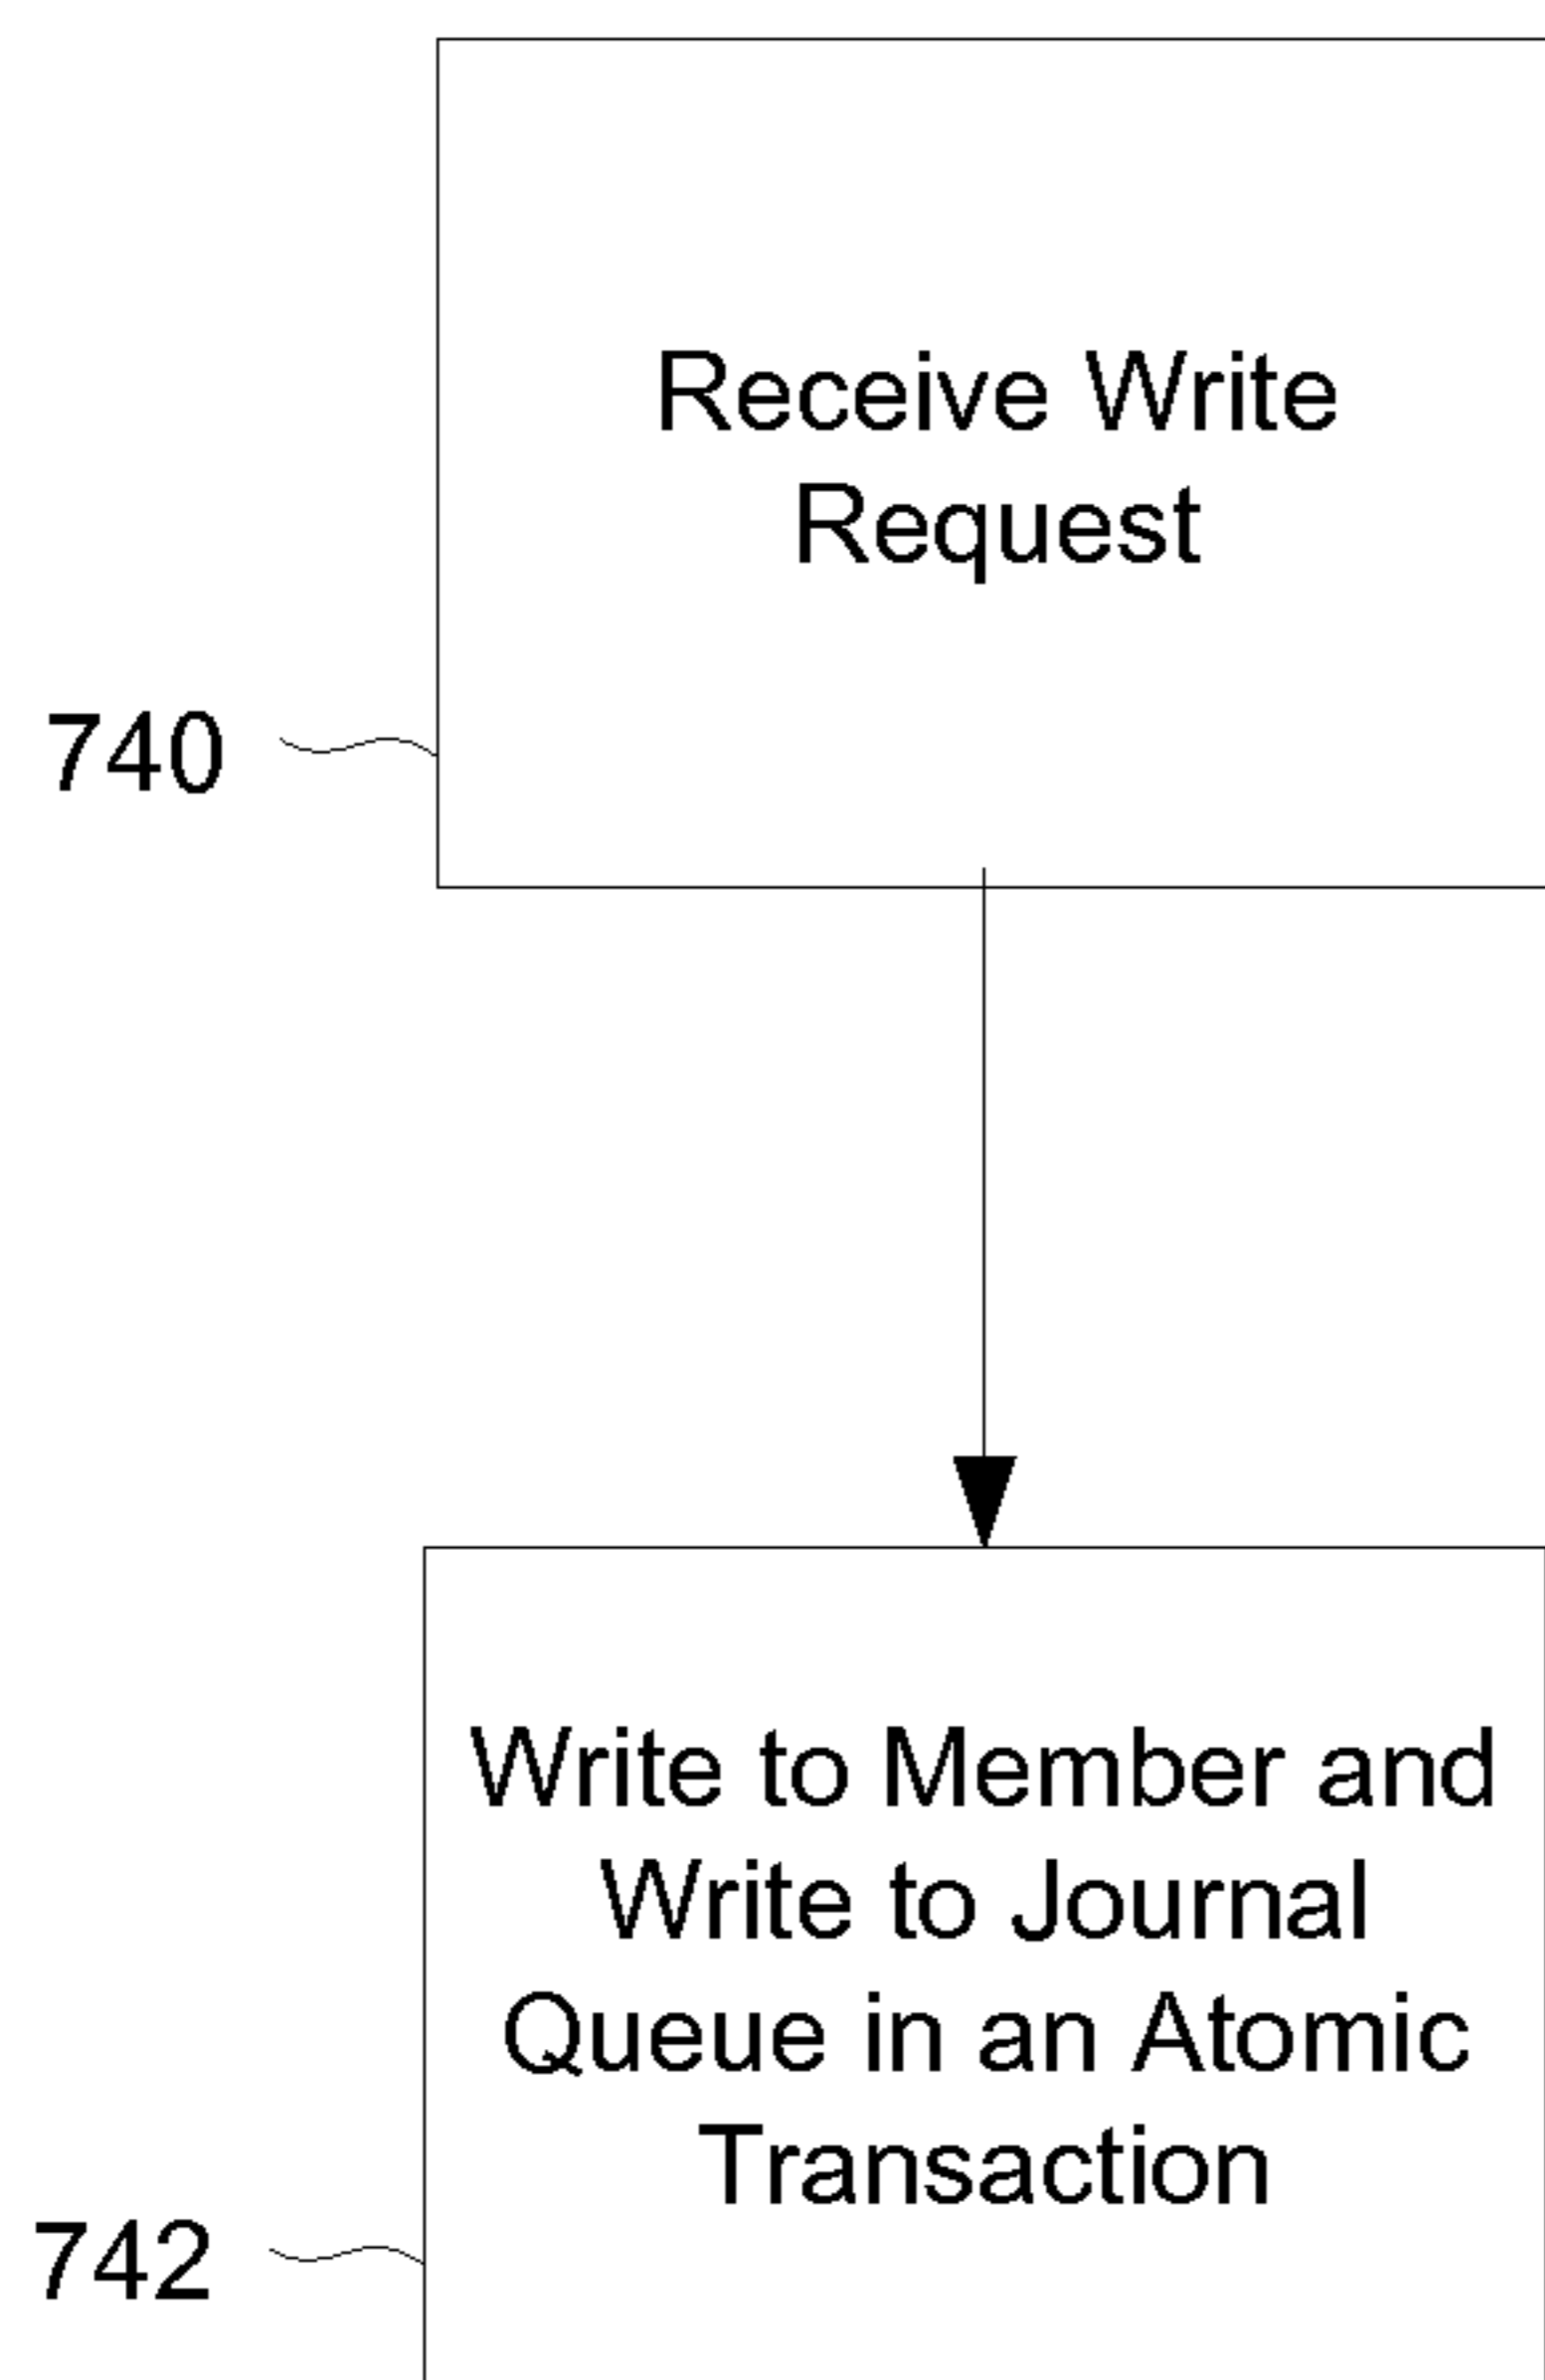 Receive Write
Request
740
Write to Member and
Write to Journal
Queue in an Atomic
Transaction
742